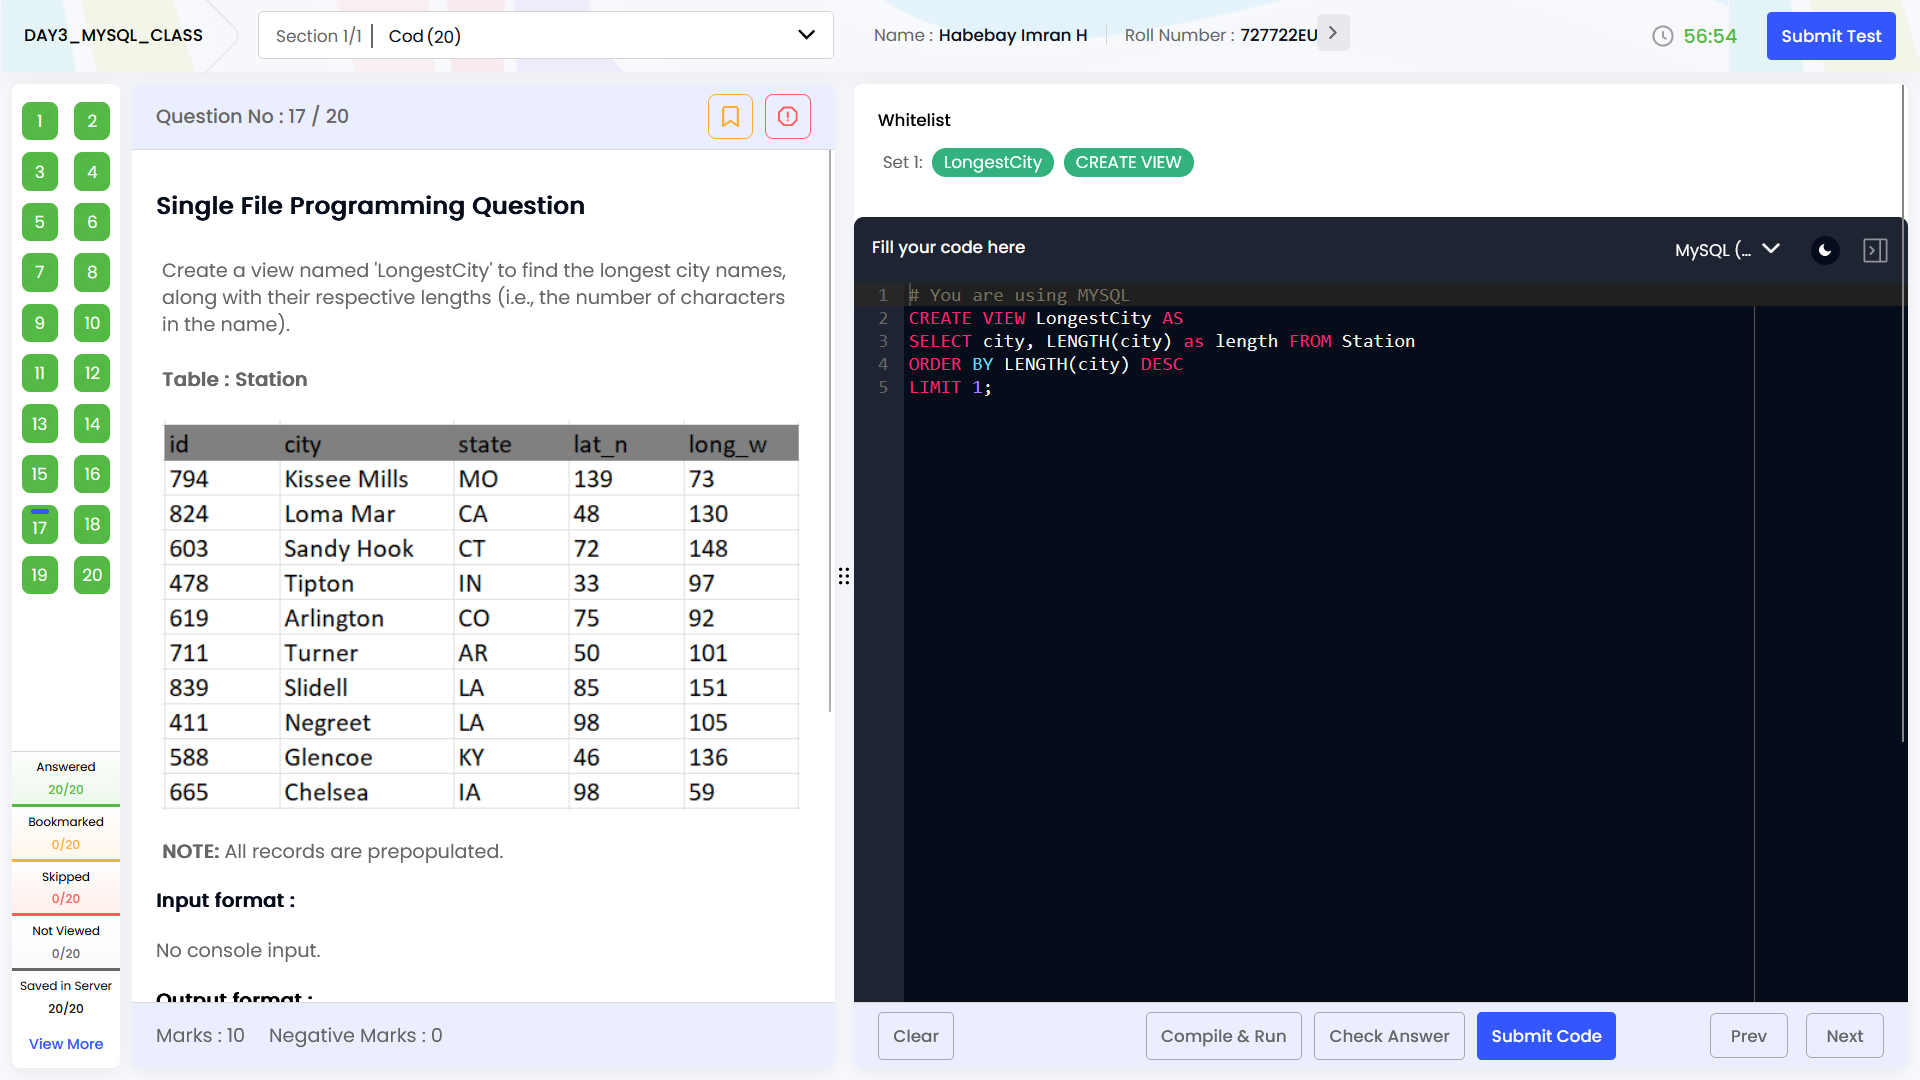 DAY3_MYSQL_CLASS
Section 1/1 | Cod (20)
Name : Habebay Imran H
Roll Number : 727722EU
56:54
Submit Test
1 2
3 4
5 6
7 8
9 10
11 12
13 14
15 16
17 18
19 20
Answered
20/20
Bookmarked
0/20
Skipped
0/20
Not Viewed
0/20
Saved in Server
20/20
View More
Question No : 17 / 20
Single File Programming Question
Create a view named 'LongestCity' to find the longest city names,
along with their respective lengths (i.e., the number of characters
in the name).
Table : Station
id city state lat_n long_w
794 Kissee Mills MO 139 73
824 Loma Mar CA 48 130
603 Sandy Hook CT 72 148
478 Tipton IN 33 97
619 Arlington CO 75 92
711 Turner AR 50 101
839 Slidell LA 85 151
411 Negreet LA 98 105
588 Glencoe KY 46 136
665 Chelsea IA 98 59
NOTE: All records are prepopulated.
Input format :
No console input.
Output format :
Marks : 10 Negative Marks : 0
Whitelist
Set 1: LongestCity CREATE VIEW
Fill your code here
MySQL (...
1 # You are using MYSQL
2 CREATE VIEW LongestCity AS
3 SELECT city, LENGTH(city) as length FROM Station
4 ORDER BY LENGTH(city) DESC
5 LIMIT 1;
Clear
Compile & Run
Check Answer
Submit Code
Prev
Next